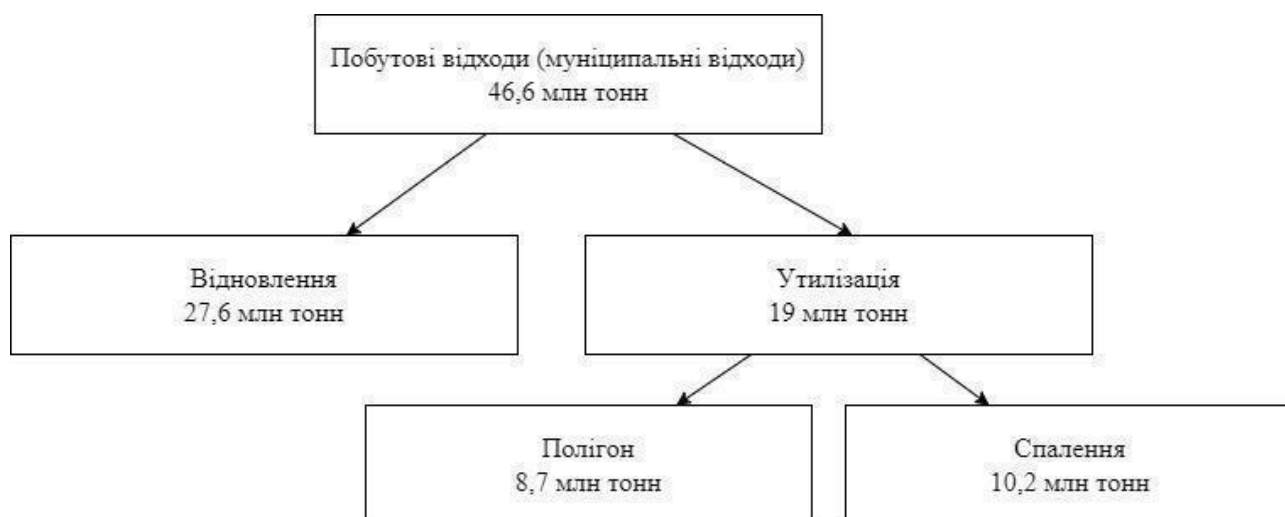 Побутові відходи (муніципальні відходи)
46,6 млн тонн
Відновлення
27,6 млн тонн
Утилізація
19 млн тонн
Полігон
8,7 млн тонн
Спалення
10,2 млн тонн